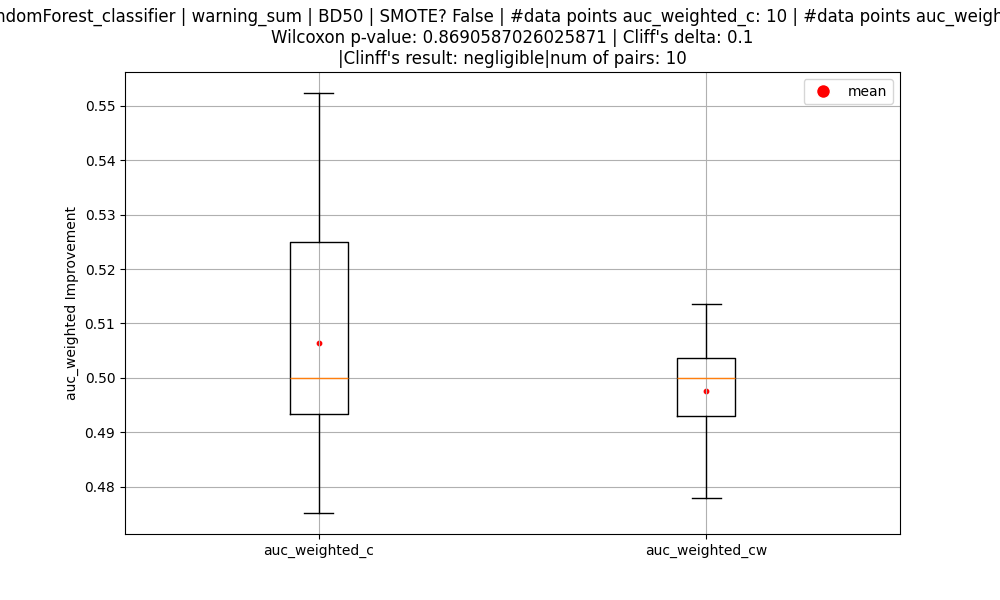 ndomForest_classifier | warning_sum | BD50 | SMOTE? False | #data points auc_weighted_c: 10 | #data points auc_weigh
Wilcoxon p-value: 0.8690587026025871 | Cliff's delta: 0.1
|Clinff's result: negligible|num of pairs: 10
mean
0.55
0.54
0.53
0.52
0.51
0.50
0.49
0.48
auc_weighted Improvement
auc_weighted_c
auc_weighted_cw